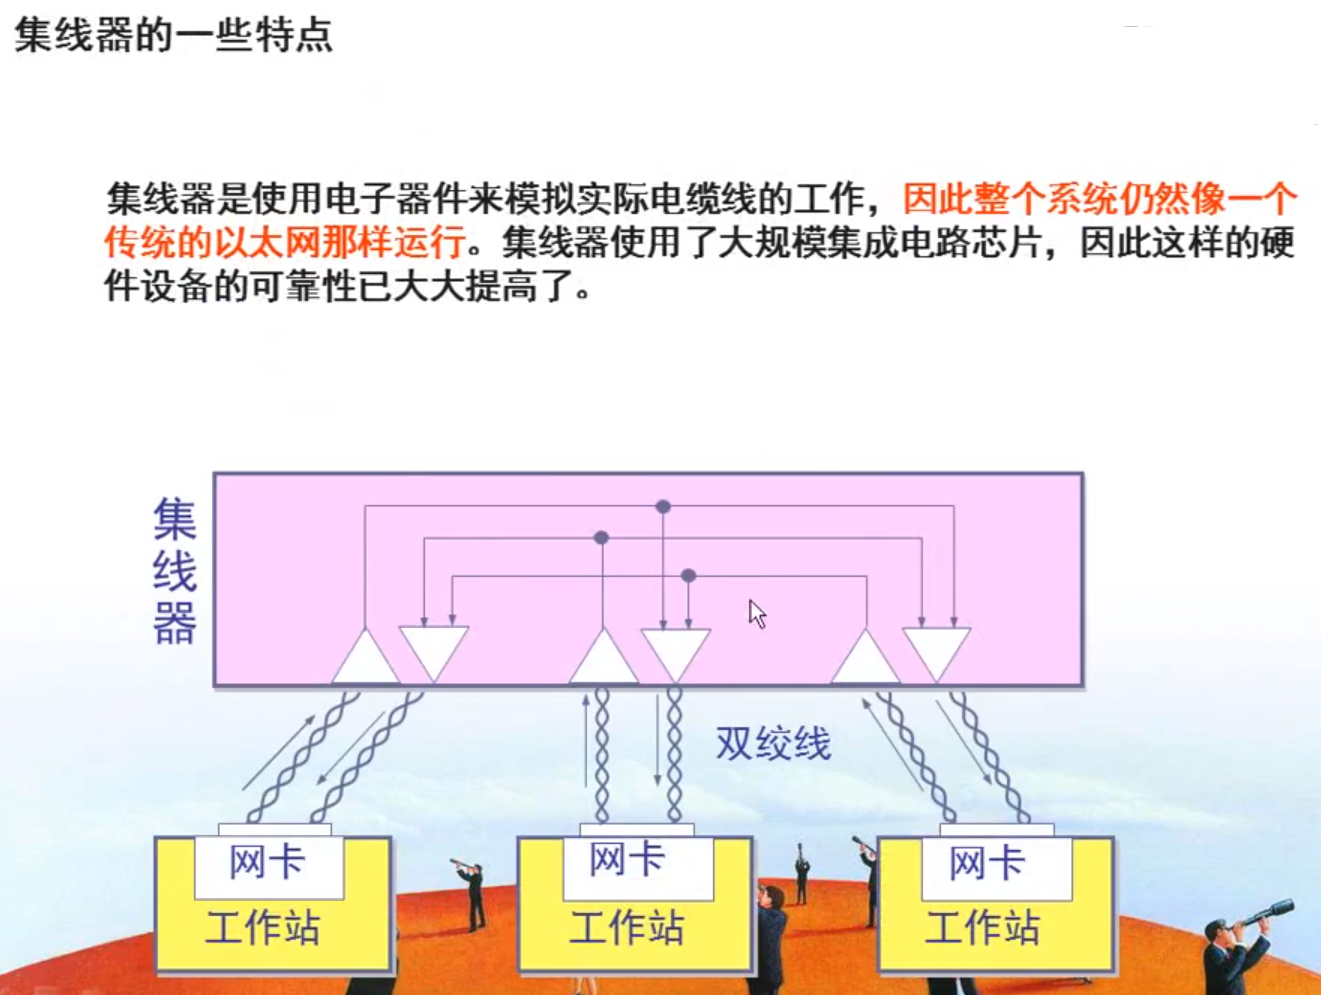 集线器的一些特点
集线器是使用电子器件来模拟实际电缆线的工作，因此整个系统仍然像一个
传统的以太网那样运行。集线器使用了大规模集成电路芯片，因此这样的硬
件设备的可靠性已大大提高了。
集线器
双绞线
网卡
网卡
网卡
工作站
工作站
工作站